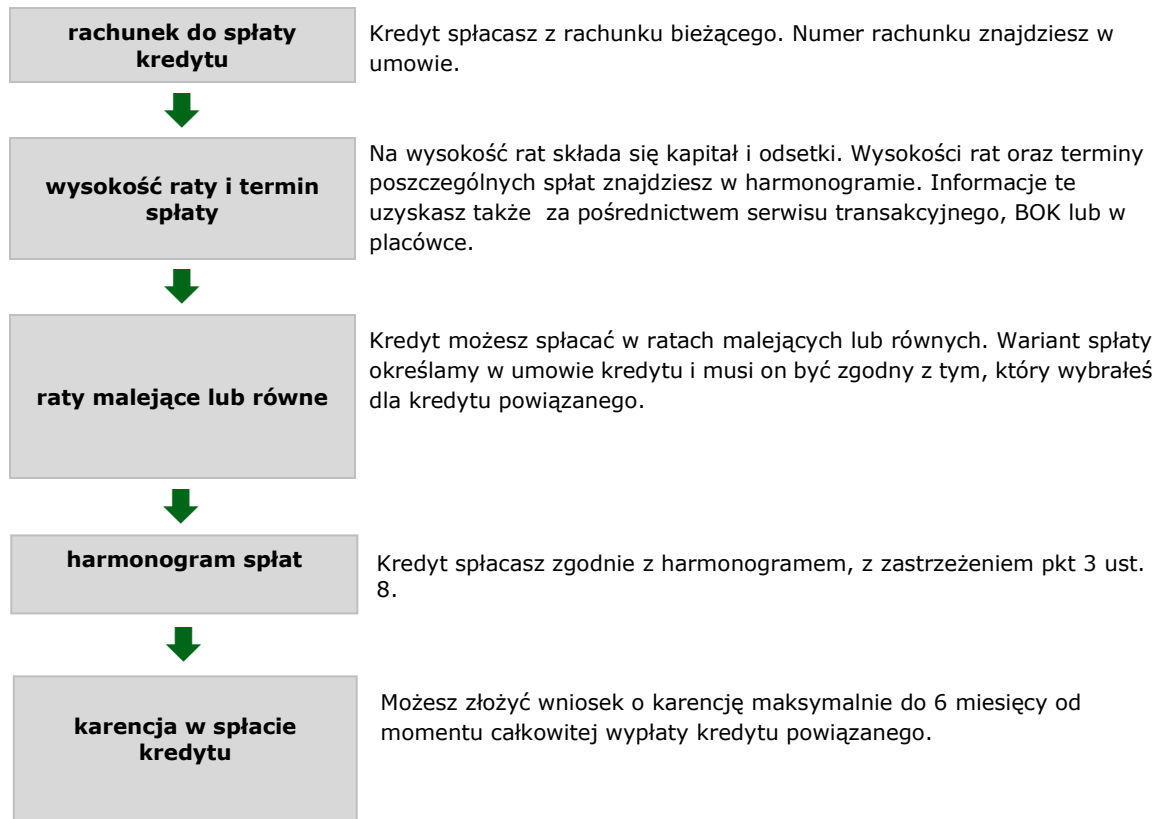 rachunek do spłaty
kredytu
Kredyt spłacasz z rachunku bieżącego. Numer rachunku znajdziesz w
umowie.
wysokość raty i termin
spłaty
Na wysokość rat składa się kapitał i odsetki. Wysokości rat oraz terminy
poszczególnych spłat znajdziesz w harmonogramie. Informacje te
uzyskasz także  za pośrednictwem serwisu transakcyjnego, BOK lub w
placówce.
raty malejące lub równe
Kredyt możesz spłacać w ratach malejących lub równych. Wariant spłaty
określamy w umowie kredytu i musi on być zgodny z tym, który wybrałeś
dla kredytu powiązanego.
harmonogram spłat
Kredyt spłacasz zgodnie z harmonogramem, z zastrzeżeniem pkt 3 ust.
8.
karencja w spłacie
kredytu
Możesz złożyć wniosek o karencję maksymalnie do 6 miesięcy od
momentu całkowitej wypłaty kredytu powiązanego.